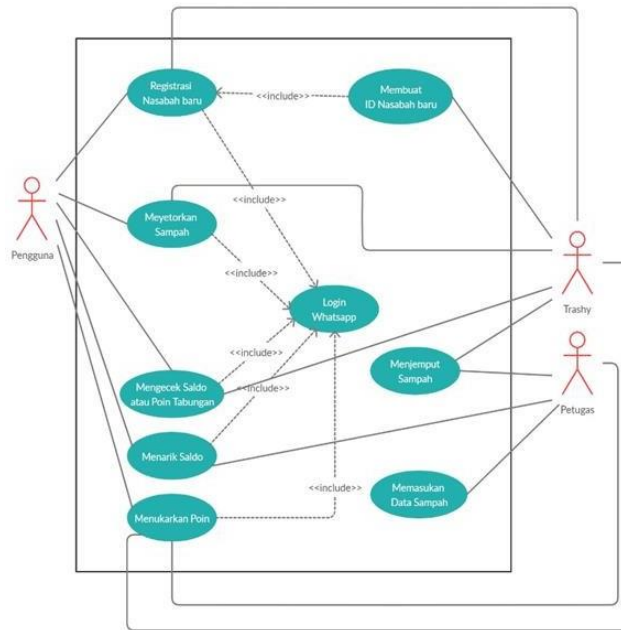 Registrasi
Nasabah baru
<<include>>
Membuat
ID Nasabah baru
<<include>>
Meyetorkan
Sampah
Pengguna
<<include>>
Login
Whatsapp
Trashy
<<include>>
Mengecek Saldo
atau Poin Tabungan
<<include>>
Menjemput
Sampah
Petugas
Menarik Saldo
<<include>>
Memasukan
Data Sampah
Menukarkan Poin